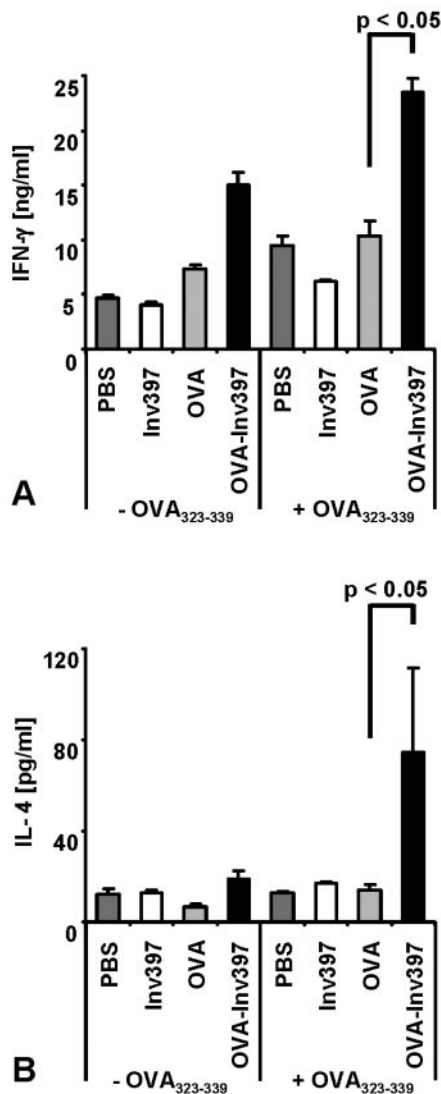 p < 0.05
IFN-γ [ng/ml]
25
20
15
10
5
0
PBS
Inv397
OVA
OVA-Inv397
PBS
Inv397
OVA
OVA-Inv397
A
- OVA323-339
+ OVA323-339
p < 0.05
IL- 4 [pg/ml]
120
80
40
0
PBS
Inv397
OVA
OVA-Inv397
PBS
Inv397
OVA
OVA-Inv397
B
- OVA323-339
+ OVA323-339